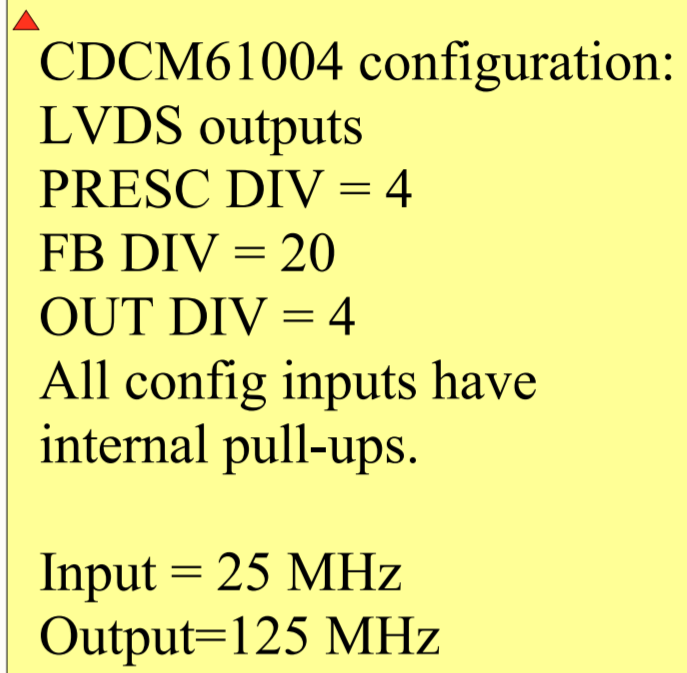 CDCM61004 configuration:
LVDS outputs
PRESC DIV = 4
FB DIV = 20
OUT DIV = 4
All config inputs have
internal pull-ups.
Input = 25 MHz
Output=125 MHz